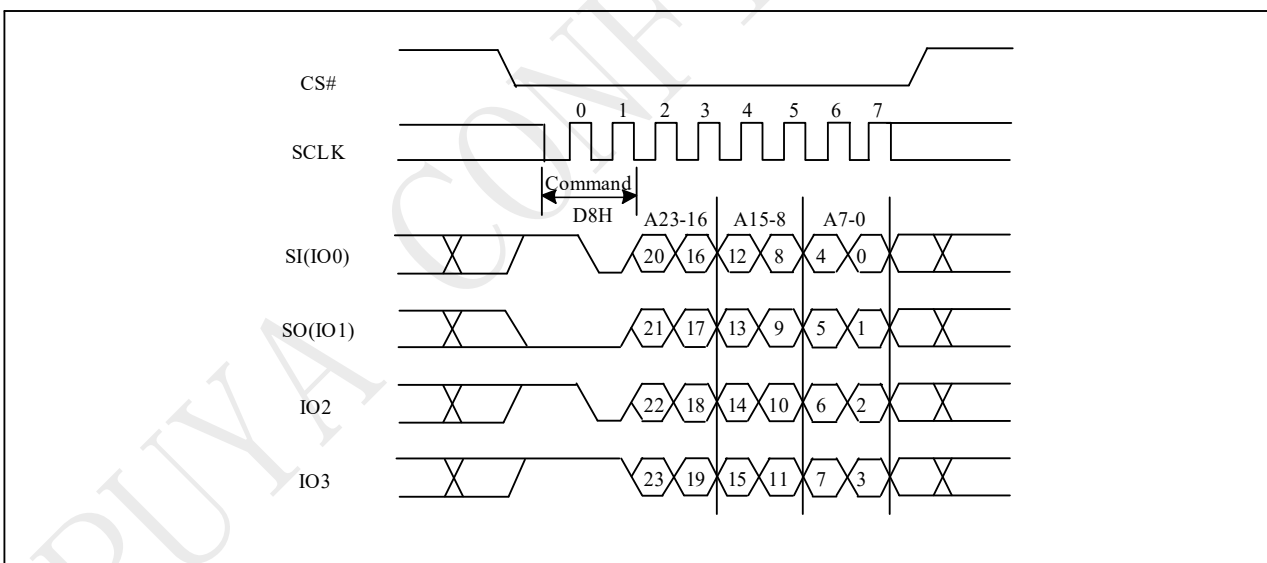 CS#
0 1 2 3 4 5 6 7
SCLK
Command
D8H
A23-16 A15-8 A7-0
SI(IO0) 20 16 12 8 4 0
SO(IO1) 21 17 13 9 5 1
IO2 22 18 14 10 6 2
IO3 23 19 15 11 7 3
PUYA CONF